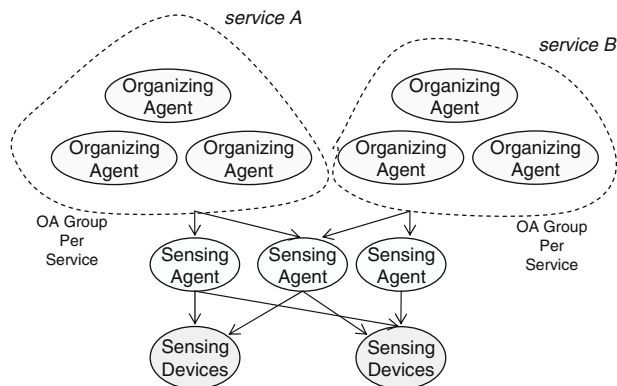 service A
service B
Organizing
Agent
Organizing
Agent
Organizing
Agent
Organizing
Agent
Organizing
Agent
Organizing
Agent
OA Group
Per
Service
OA Group
Per
Service
Sensing
Agent
Sensing
Agent
Sensing
Agent
Sensing
Devices
Sensing
Devices